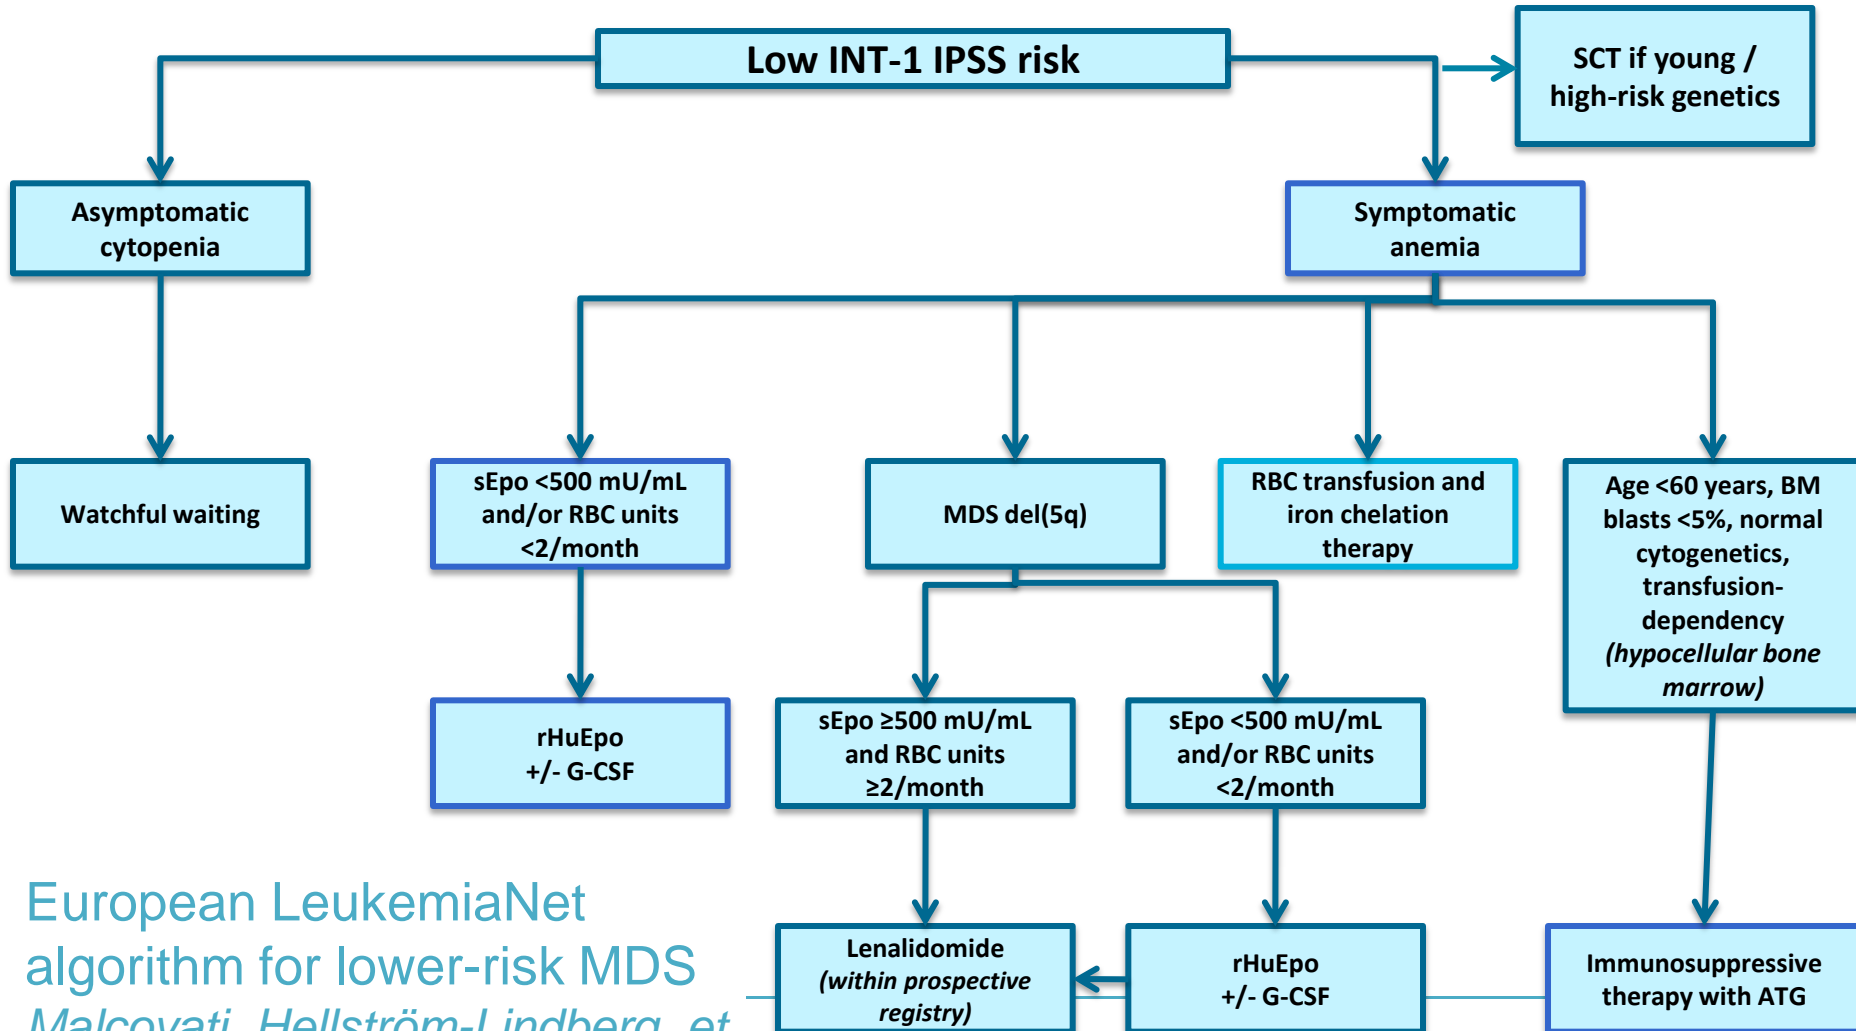 Low INT-1 IPSS risk
SCT if young /
high-risk genetics
Asymptomatic
cytopenia
Symptomatic
anemia
Watchful waiting
sEpo <500 mU/mL
and/or RBC units
<2/month
MDS del(5q)
RBC transfusion and
iron chelation
therapy
Age <60 years, BM
blasts <5%, normal
cytogenetics,
transfusion-
dependency
(hypocellular bone
marrow)
rHuEpo
+/- G-CSF
sEpo ≥500 mU/mL
and RBC units
≥2/month
sEpo <500 mU/mL
and/or RBC units
<2/month
Lenalidomide
(within prospective
registry)
rHuEpo
+/- G-CSF
Immunosuppressive
therapy with ATG
European LeukemiaNet
algorithm for lower-risk MDS
Malcovati, Hellström-Lindberg, et